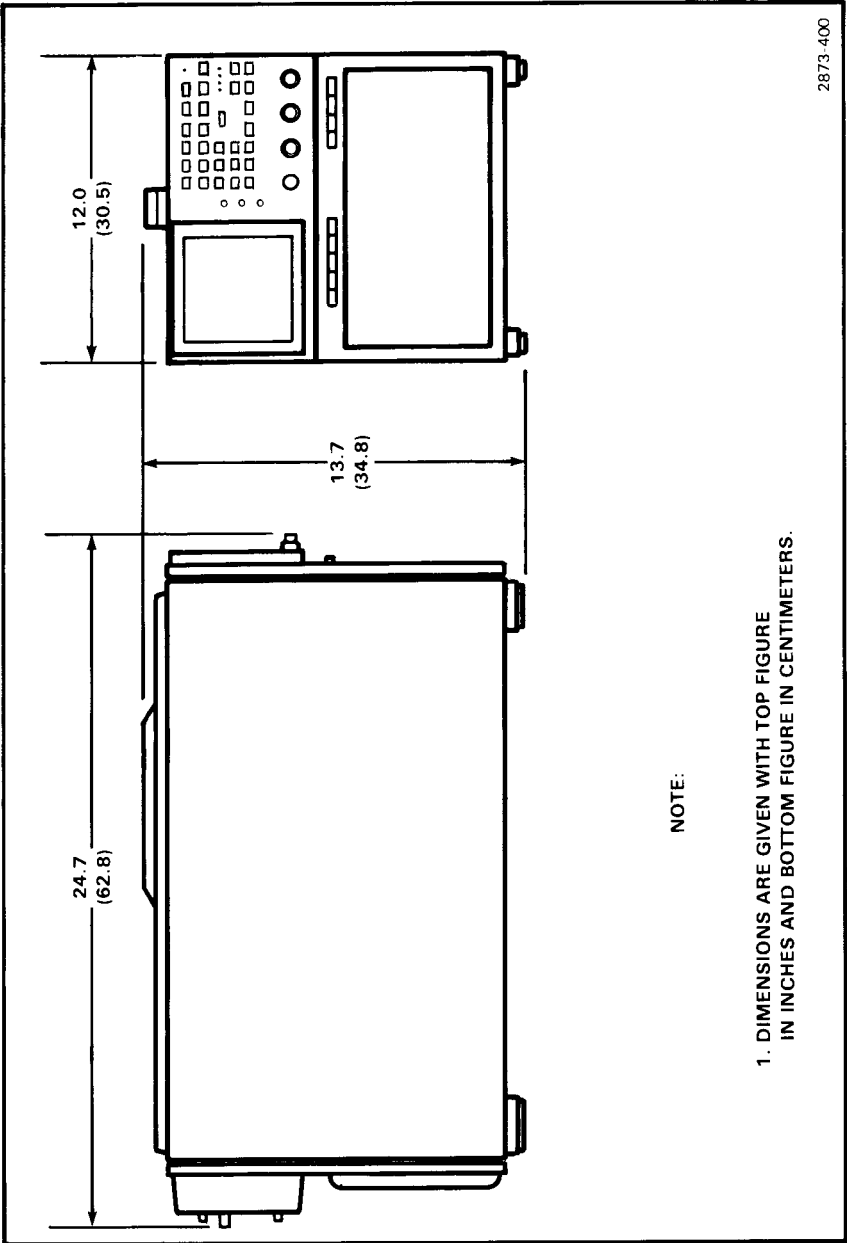 24.7
(62.8)
13.7
(34.8)
12.0
(30.5)
NOTE:
1. DIMENSIONS ARE GIVEN WITH TOP FIGURE
IN INCHES AND BOTTOM FIGURE IN CENTIMETERS.
2873-400